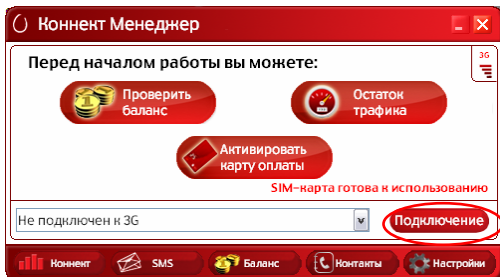 Коннект Менеджер
3G
Перед началом работы вы можете:
Проверить
баланс
Остаток
трафика
Активировать
карту оплаты
SIM-карта готова к использованию
Не подключен к 3G
Подключение
Коннект
SMS
Баланс
Контакты
Настройки